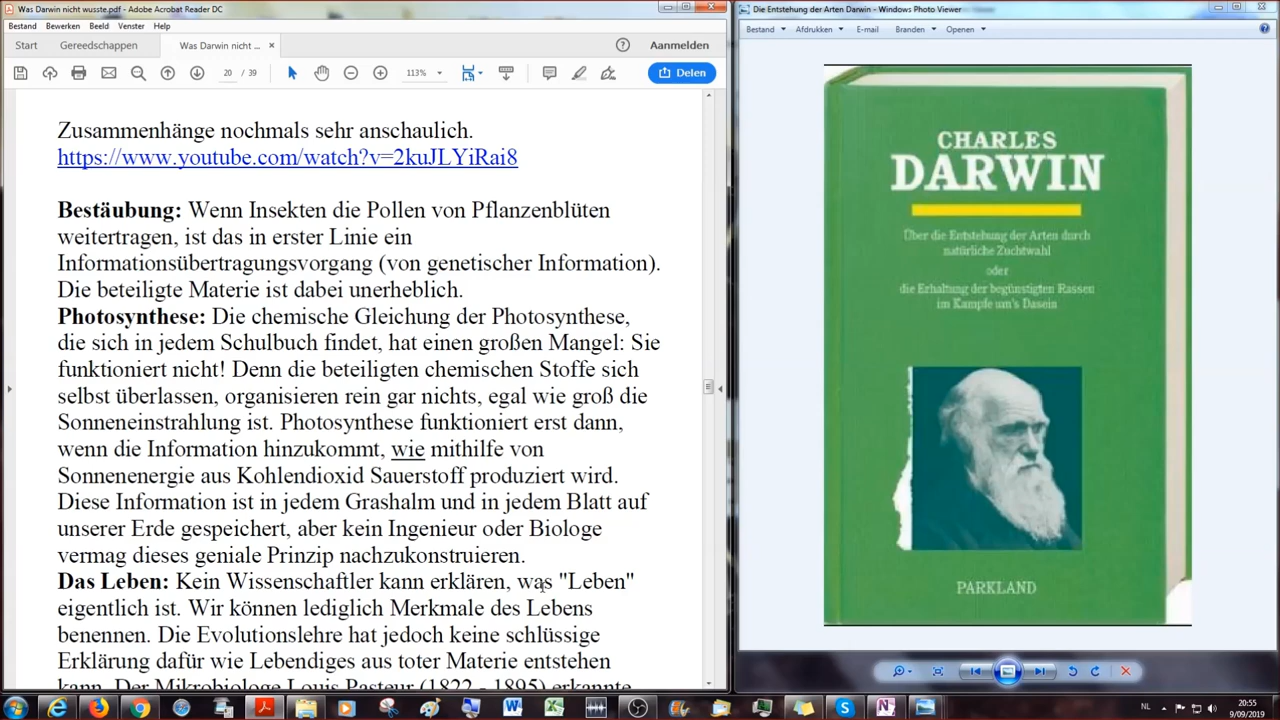 Was Darwin nicht wusste.pdf - Adobe Acrobat Reader DC
Bestand Bewerken Beeld Venster Help
Start Gereedschappen Was Darwin nicht ... × Aanmelden
20 / 39 113% Delen
Zusammenhänge nochmals sehr anschaulich.
https://www.youtube.com/watch?v=2kuJLYiRai8
Bestäubung: Wenn Insekten die Pollen von Pflanzenblüten
weitertragen, ist das in erster Linie ein
Informationsübertragungsvorgang (von genetischer Information).
Die beteiligte Materie ist dabei unerheblich.
Photosynthese: Die chemische Gleichung der Photosynthese,
die sich in jedem Schulbuch findet, hat einen großen Mangel: Sie
funktioniert nicht! Denn die beteiligten chemischen Stoffe sich
selbst überlassen, organisieren rein gar nichts, egal wie groß die
Sonneneinstrahlung ist. Photosynthese funktioniert erst dann,
wenn die Information hinzukommt, wie mithilfe von
Sonnenenergie aus Kohlendioxid Sauerstoff produziert wird.
Diese Information ist in jedem Grashalm und in jedem Blatt auf
unserer Erde gespeichert, aber kein Ingenieur oder Biologe
vermag dieses geniale Prinzip nachzukonstruieren.
Das Leben: Kein Wissenschaftler kann erklären, was "Leben"
eigentlich ist. Wir können lediglich Merkmale des Lebens
benennen. Die Evolutionslehre hat jedoch keine schlüssige
Erklärung dafür wie Lebendiges aus toter Materie entstehen
kann. Der Mikrobiologe Louis Pasteur (1822 - 1895) erkannte
Die Entstehung der Arten Darwin - Windows Photo Viewer
Bestand Afdrukken E-mail Branden Openen
CHARLES
DARWIN
Über die Entstehung der Arten durch
natürliche Zuchtwahl
oder
die Erhaltung der begünstigten Rassen
im Kampfe um's Dasein
PARKLAND
NL 20:55
9/09/2019